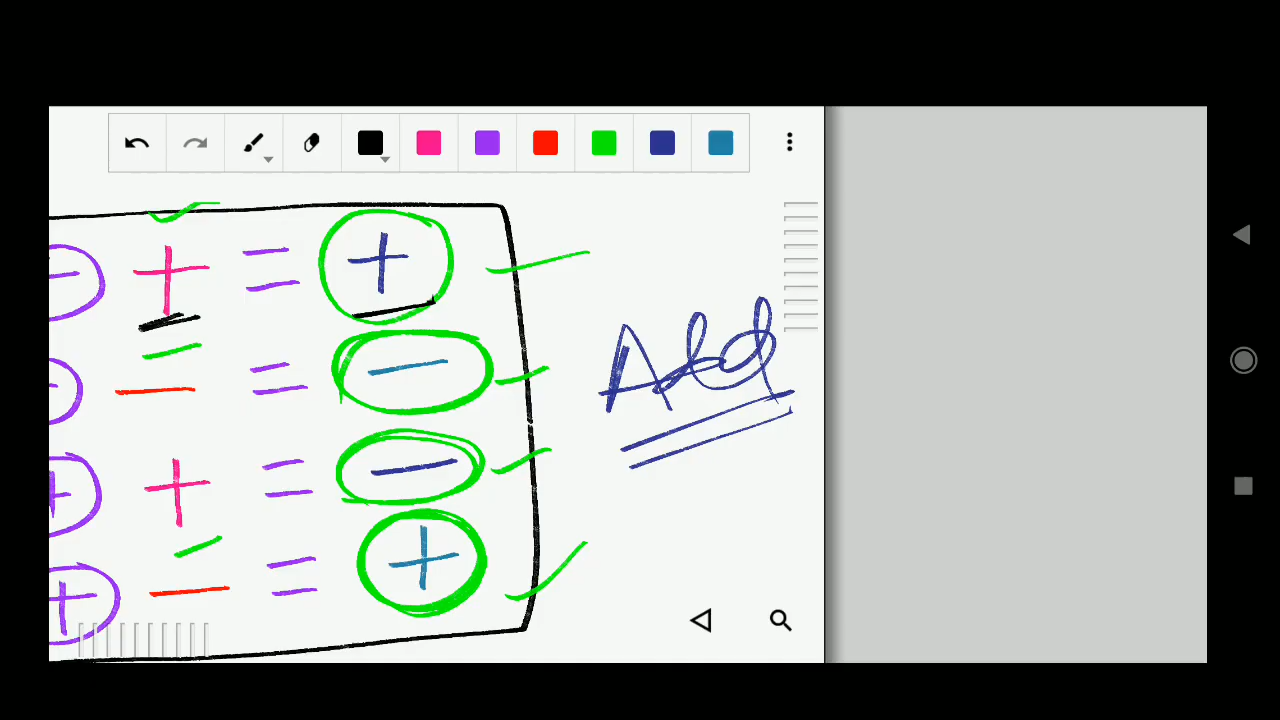 − + = +
− − = −
+ + = −
+ − = +
Add